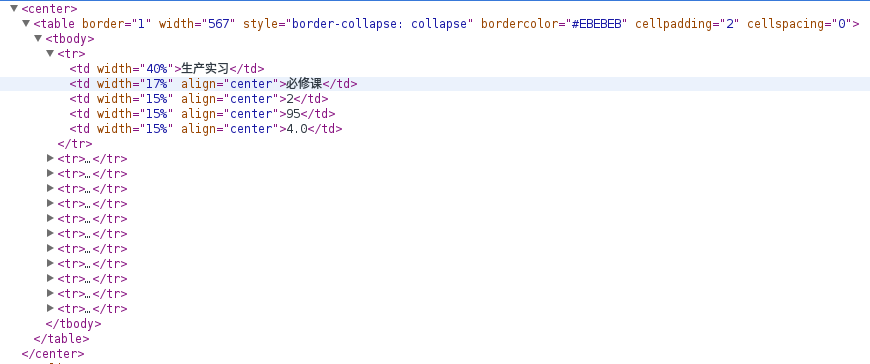 ▼<center>
▼<table border="1" width="567" style="border-collapse: collapse" bordercolor="#EBEBEB" cellpadding="2" cellspacing="0">
▼<tbody>
▼<tr>
<td width="40%">生产实习</td>
<td width="17%" align="center">必修课</td>
<td width="15%" align="center">2</td>
<td width="15%" align="center">95</td>
<td width="15%" align="center">4.0</td>
</tr>
▶<tr>…</tr>
▶<tr>…</tr>
▶<tr>…</tr>
▶<tr>…</tr>
▶<tr>…</tr>
▶<tr>…</tr>
▶<tr>…</tr>
▶<tr>…</tr>
▶<tr>…</tr>
▶<tr>…</tr>
▶<tr>…</tr>
</tbody>
</table>
</center>